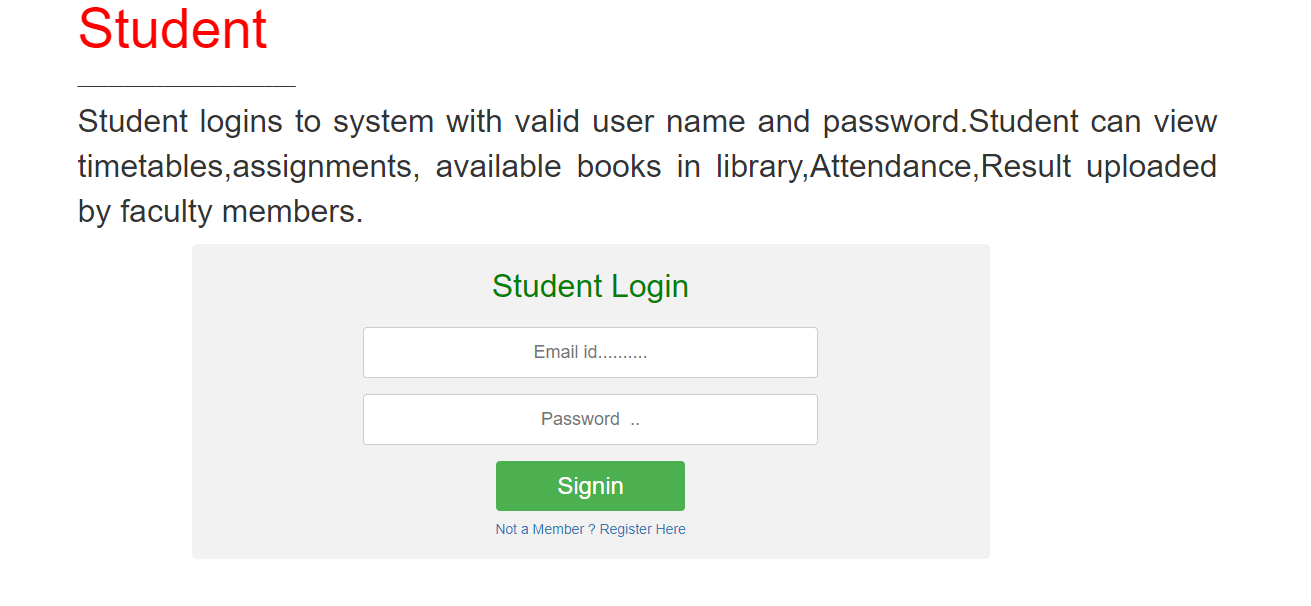 Student
Student logins to system with valid user name and password.Student can view
timetables,assignments, available books in library,Attendance,Result uploaded
by faculty members.
Student Login
Email id..........
Password  ..
Signin
Not a Member ? Register Here